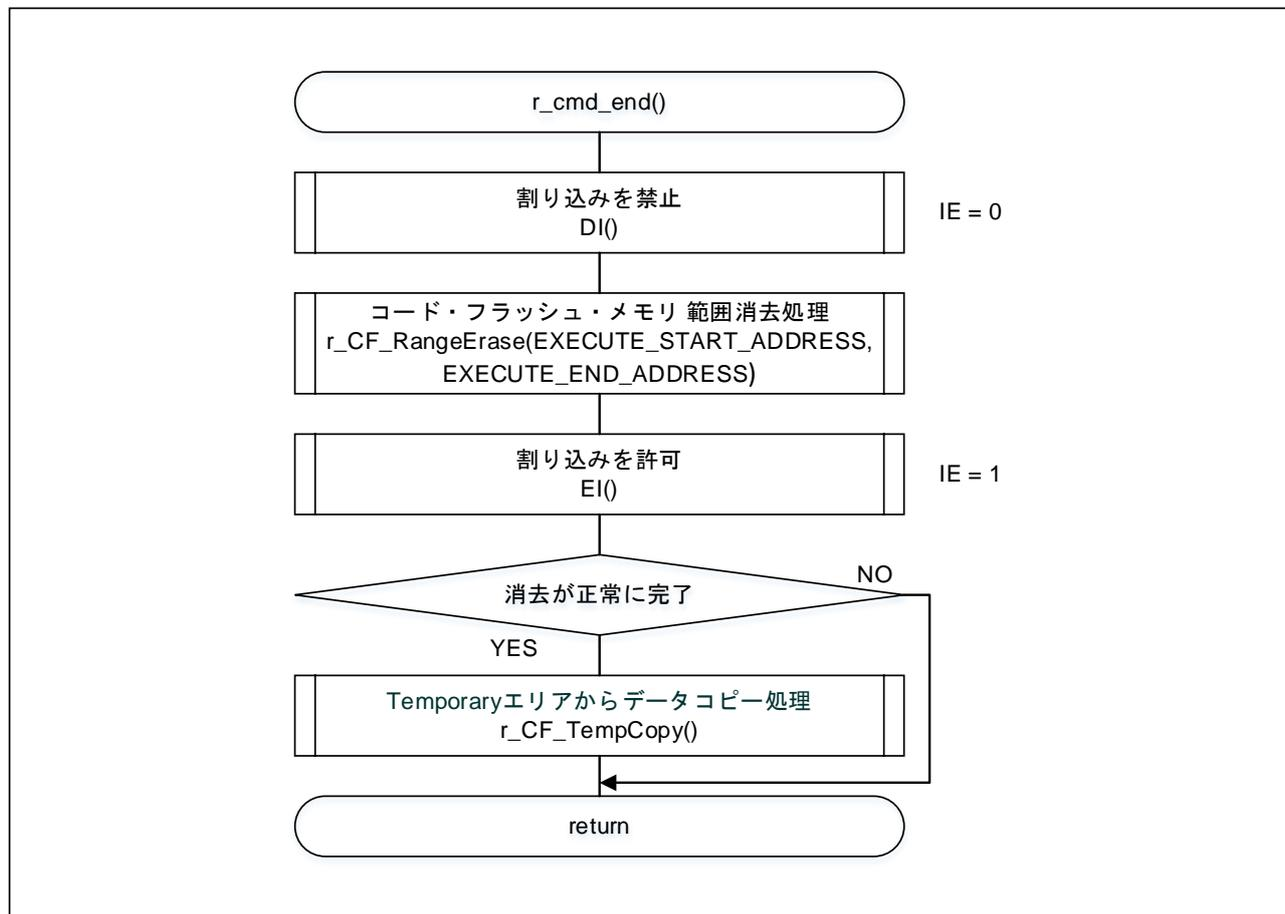 r_cmd_end()
割り込みを禁止
DI()
IE = 0
コード・フラッシュ・メモリ 範囲消去処理
r_CF_RangeErase(EXECUTE_START_ADDRESS,
EXECUTE_END_ADDRESS)
割り込みを許可
EI()
IE = 1
消去が正常に完了
NO
YES
Temporaryエリアからデータコピー処理
r_CF_TempCopy()
return